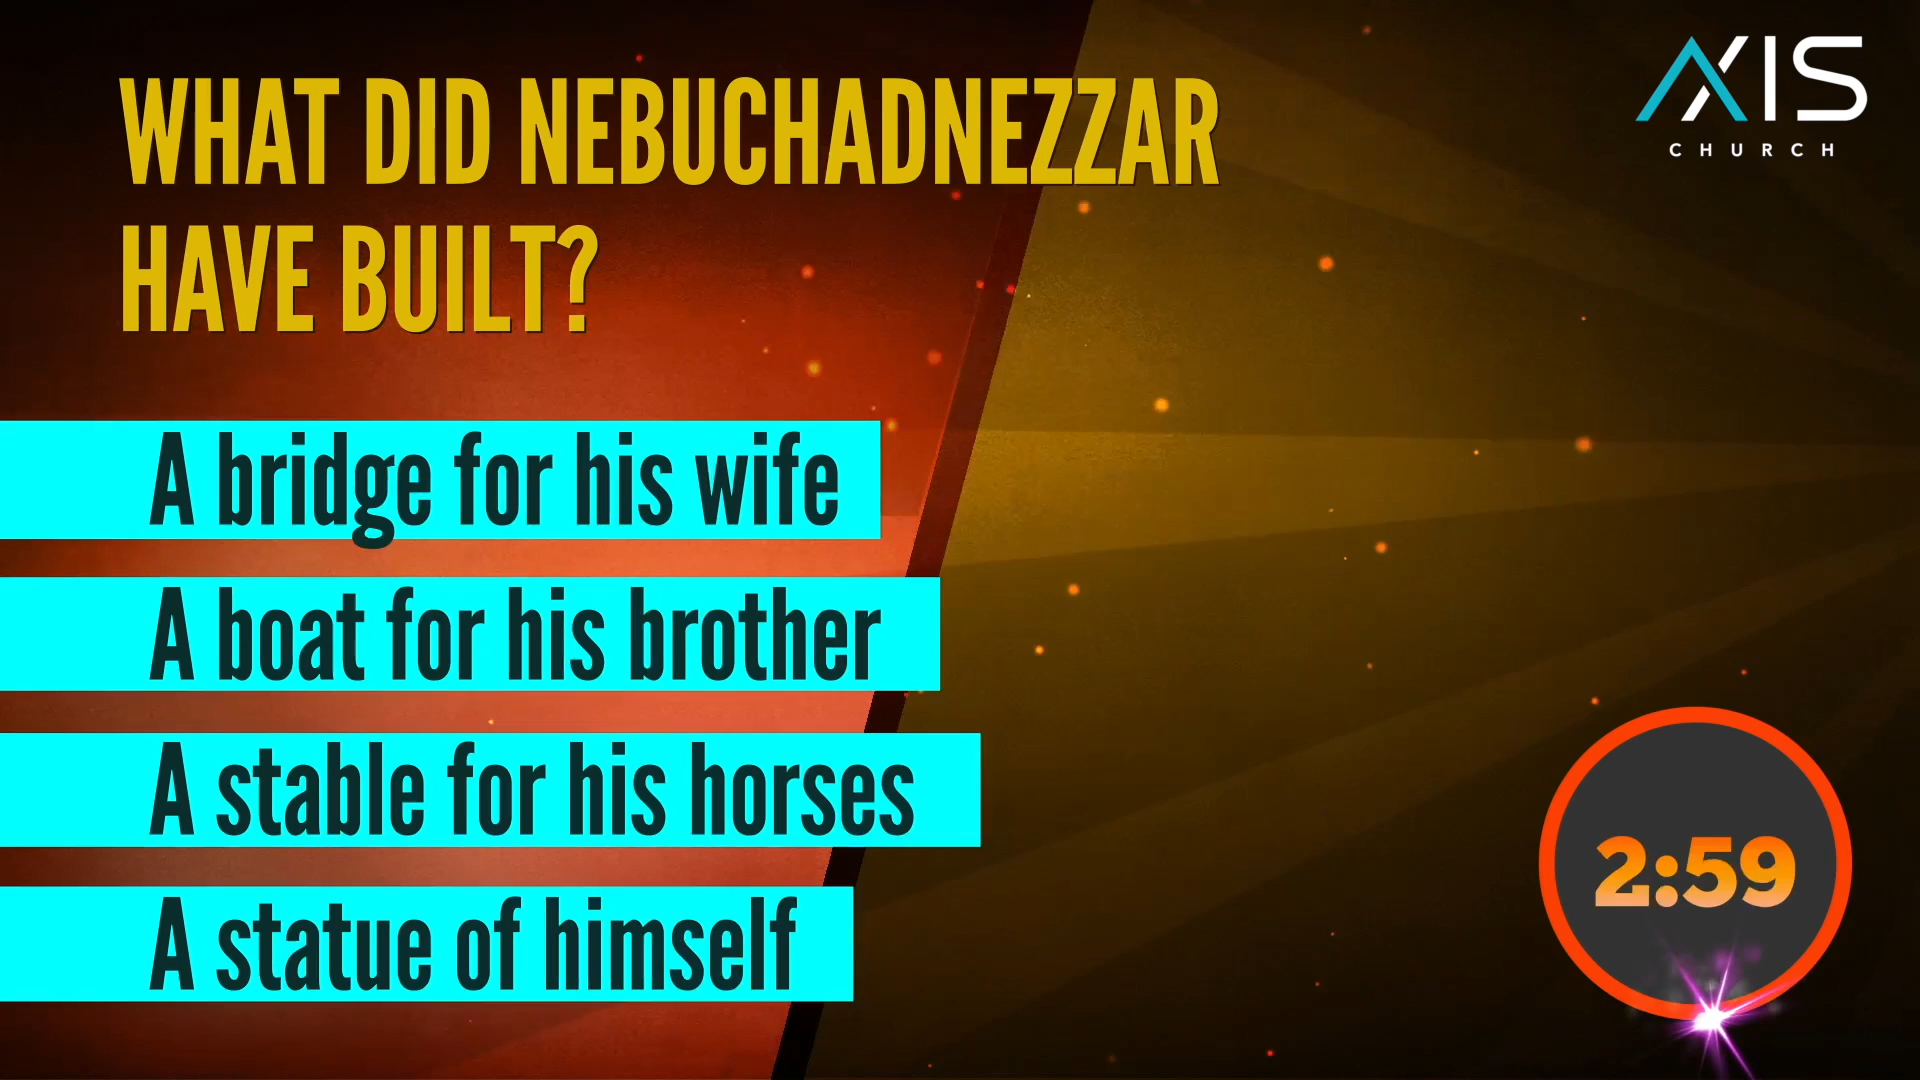 AXIS
CHURCH
WHAT DID NEBUCHADNEZZAR
HAVE BUILT?
A bridge for his wife
A boat for his brother
A stable for his horses
A statue of himself
2:59